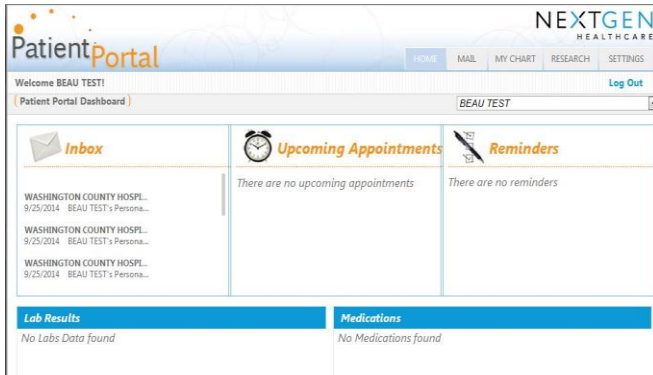 NEXTGEN
HEALTHCARE
PatientPortal
HOME MAIL MY CHART RESEARCH SETTINGS
Welcome BEAU TEST! Log Out
Patient Portal Dashboard BEAU TEST
Inbox
WASHINGTON COUNTY HOSPI...
9/25/2014 BEAU TEST's Persona...
WASHINGTON COUNTY HOSPI...
9/25/2014 BEAU TEST's Persona...
WASHINGTON COUNTY HOSPI...
9/25/2014 BEAU TEST's Persona...
Upcoming Appointments
There are no upcoming appointments
Reminders
There are no reminders
Lab Results
No Labs Data found
Medications
No Medications found